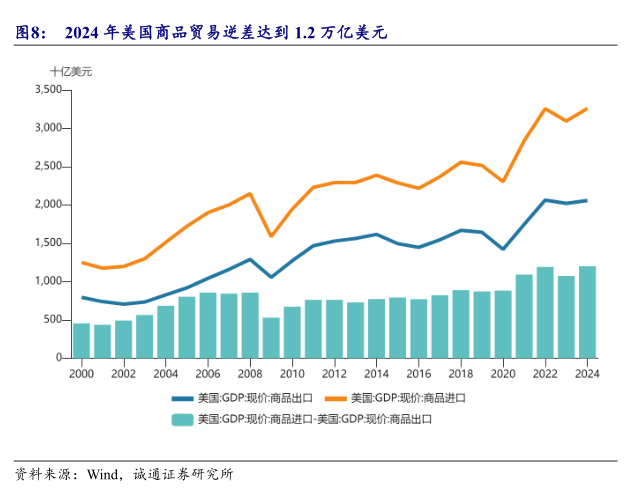 图8： 2024 年美国商品贸易逆差达到 1.2 万亿美元
十亿美元
3,500
3,000
2,500
2,000
1,500
1,000
500
0
2000 2002 2004 2006 2008 2010 2012 2014 2016 2018 2020 2022 2024
美国:GDP:现价:商品出口 美国:GDP:现价:商品进口
美国:GDP:现价:商品进口-美国:GDP:现价:商品出口
资料来源：Wind，诚通证券研究所